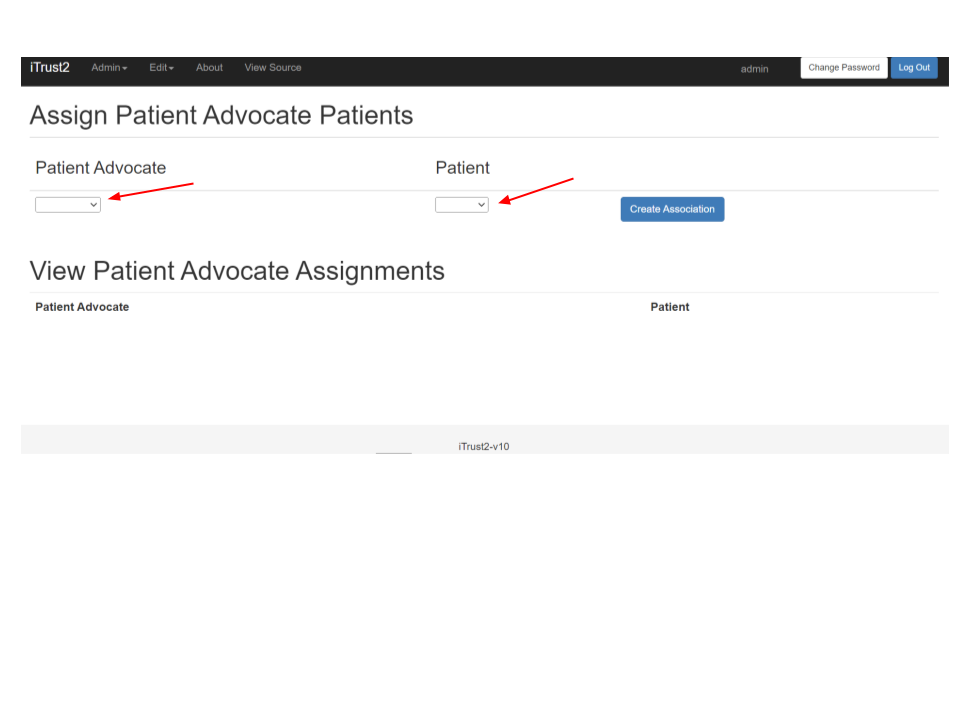 iTrust2 Admin Edit About View Source admin Change Password Log Out
Assign Patient Advocate Patients
Patient Advocate Patient
Create Association
View Patient Advocate Assignments
Patient Advocate Patient
iTrust2-v10